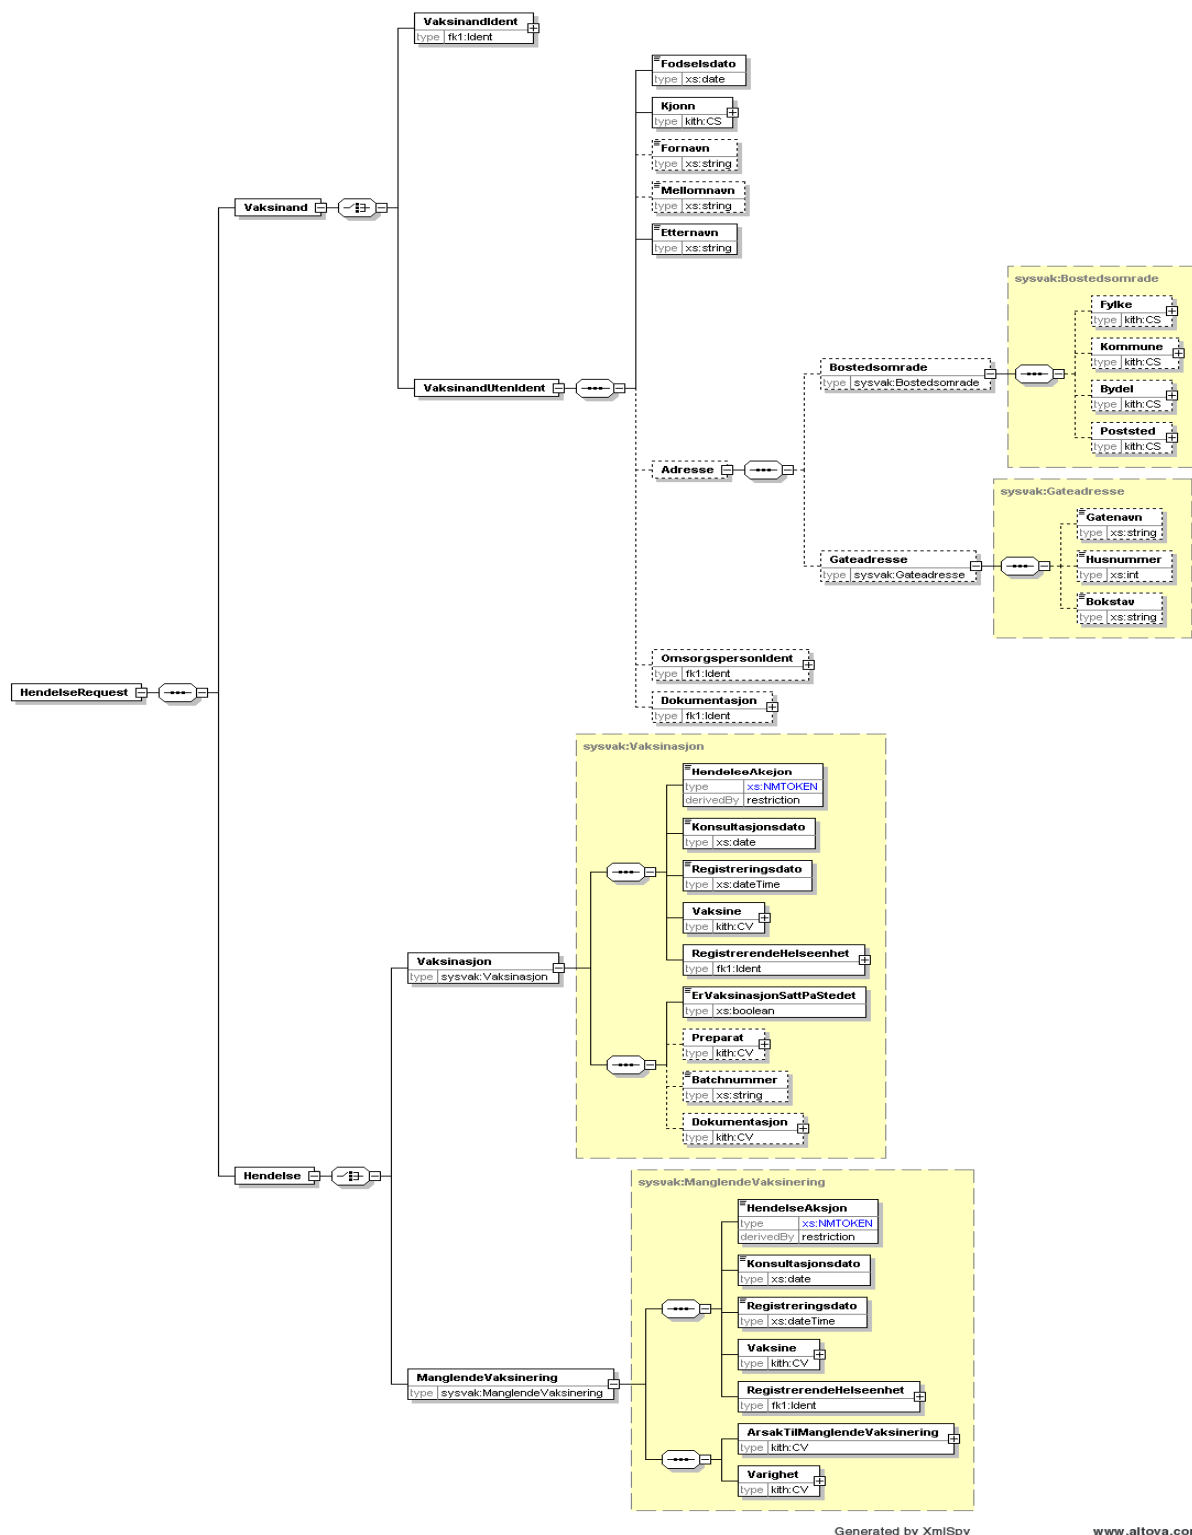 VaksinandIdent
type fk1:Ident
Fodselsdato
type xs:date
Kjonn
type kith:CS
Fornavn
type xs:string
Mellomnavn
type xs:string
Vaksinand
Etternavn
type xs:string
sysvak:Bostedsomrade
Fylke
type kith:CS
Kommune
type kith:CS
Bostedsomrade
type sysvak:Bostedsomrade
VaksinandUtenIdent
Bydel
type kith:CS
Poststed
type kith:CS
Adresse
sysvak:Gateadresse
Gatenavn
type xs:string
Gateadresse
type sysvak:Gateadresse
Husnummer
type xs:int
Bokstav
type xs:string
OmsorgspersonIdent
type fk1:Ident
HendelseRequest
Dokumentasjon
type fk1:Ident
sysvak:Vaksinasjon
HendelseAksjon
type xs:NMTOKEN
derivedBy restriction
Konsultasjonsdato
type xs:date
Registreringsdato
type xs:dateTime
Vaksine
type kith:CV
RegistrerendeHelseenhet
type fk1:Ident
Vaksinasjon
type sysvak:Vaksinasjon
ErVaksinasjonSattPaStedet
type xs:boolean
Preparat
type kith:CV
Batchnummer
type xs:string
Dokumentasjon
type kith:CV
Hendelse
sysvak:ManglendeVaksinering
HendelseAksjon
type xs:NMTOKEN
derivedBy restriction
Konsultasjonsdato
type xs:date
Registreringsdato
type xs:dateTime
Vaksine
type kith:CV
ManglendeVaksinering
type sysvak:ManglendeVaksinering
RegistrerendeHelseenhet
type fk1:Ident
ArsakTilManglendeVaksinering
type kith:CV
Varighet
type kith:CV
Generated by XmlSpy www.altova.com